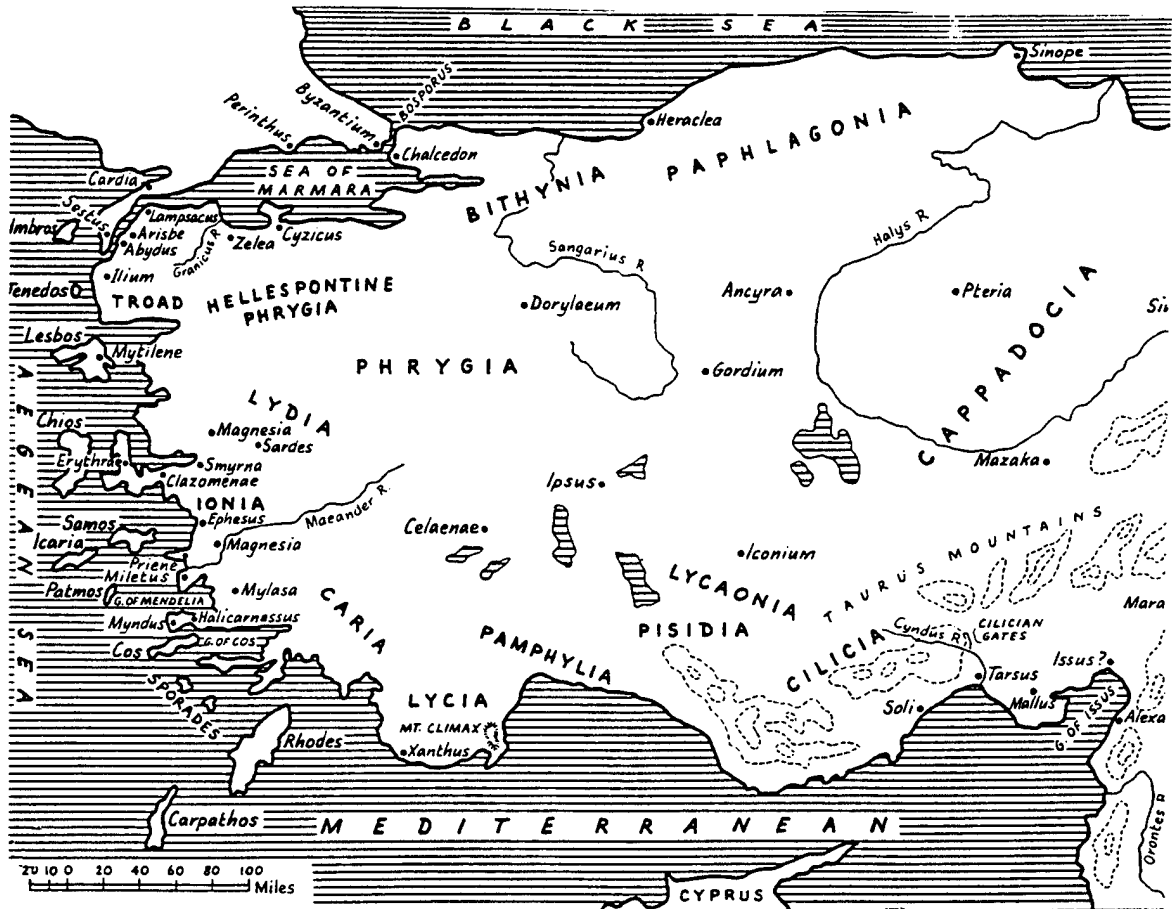 BLACK SEA
Sinope
BOSPORUS
Byzantium
Perinthus
Heraclea
PAPHLAGONIA
Chalcedon
SEA OF
MARMARA
Cardia
BITHYNIA
Sestus
Lampsacus
Imbros
Arisbe
Abydus
Granicus R
Zelea
Cyzicus
Halys R
Sangarius R
Ilium
Tenedos
TROAD
HELLESPONTINE
PHRYGIA
Dorylaeum
Ancyra
Pteria
CAPPADOCIA
Lesbos
Mytilene
PHRYGIA
Gordium
AEGEAN SEA
LYDIA
Chios
Magnesia
Sardes
Erythrae
Smyrna
Clazomenae
Mazaka
Ipsus
IONIA
Ephesus
Maeander R.
Samos
Icaria
Celaenae
Magnesia
Iconium
TAURUS MOUNTAINS
Priene
Miletus
Patmos
G. OF MENDELIA
Mylasa
LYCAONIA
Mara
Myndus
Halicarnassus
CARIA
PISIDIA
Cyndus R
CILICIAN
GATES
Cos
G. OF COS
PAMPHYLIA
CILICIA
Issus?
SPORADES
Tarsus
LYCIA
Mallus
Soli
G. OF ISSUS
Alexa
MT. CLIMAX
Xanthus
Rhodes
Carpathos
MEDITERRANEAN
Orontes R
20 10 0 20 40 60 80 100
Miles
CYPRUS